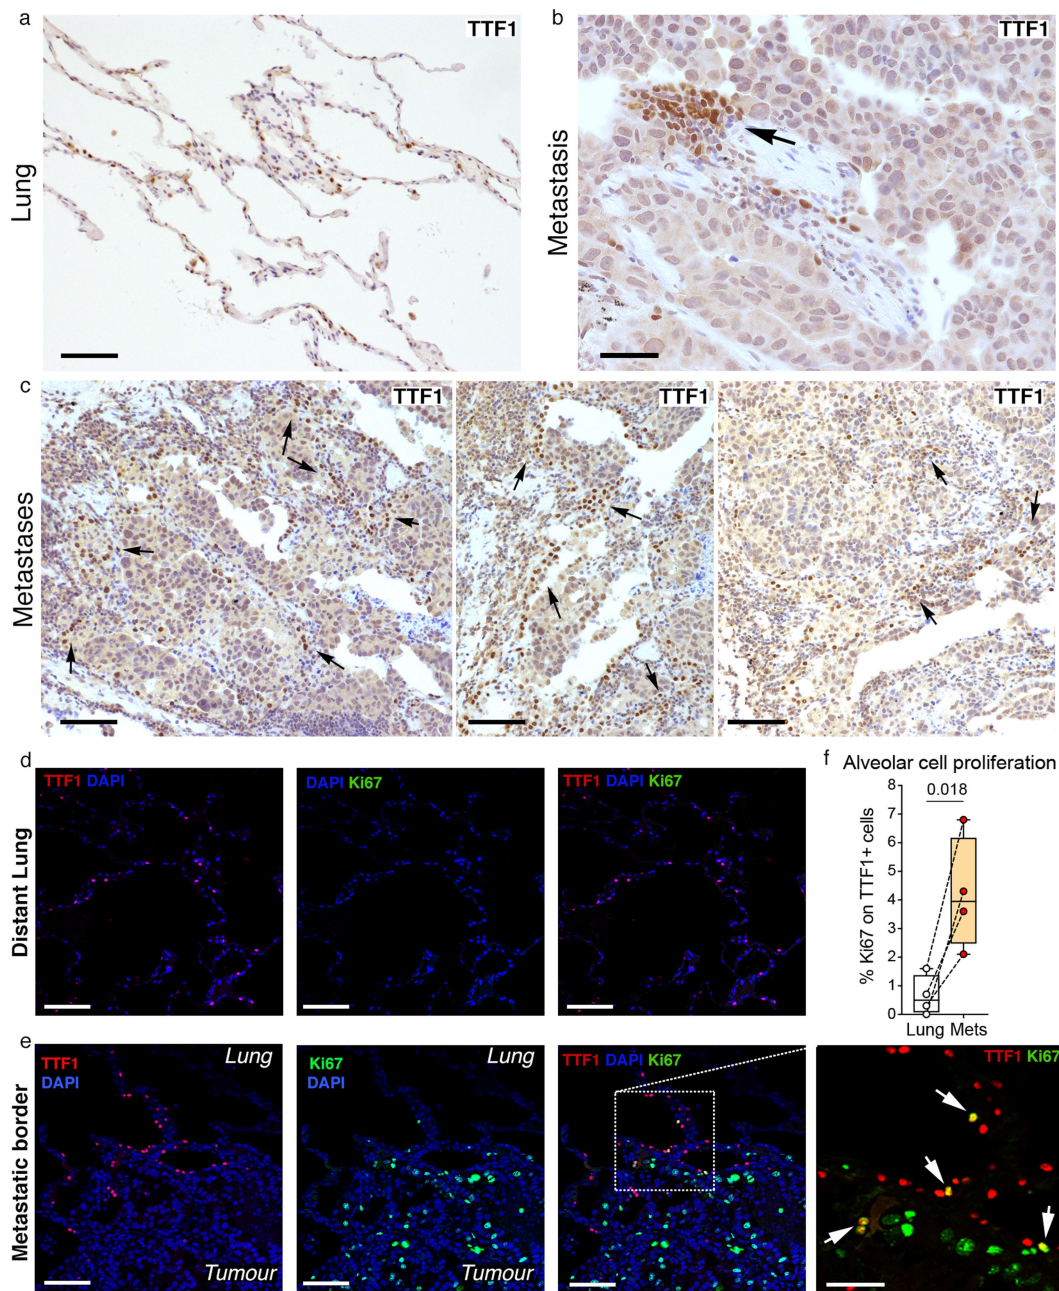 a
TTF1
Lung
b
TTF1
Metastasis
c
TTF1
TTF1
TTF1
Metastases
d
TTF1 DAPI
DAPI Ki67
TTF1 DAPI Ki67
Distant Lung
f
Alveolar cell proliferation
0.018
% Ki67 on TTF1+ cells
8
7
6
5
4
3
2
1
0
Lung Mets
e
TTF1
DAPI
Lung
Tumour
Ki67
DAPI
Lung
Tumour
TTF1 DAPI Ki67
TTF1 Ki67
Metastatic border